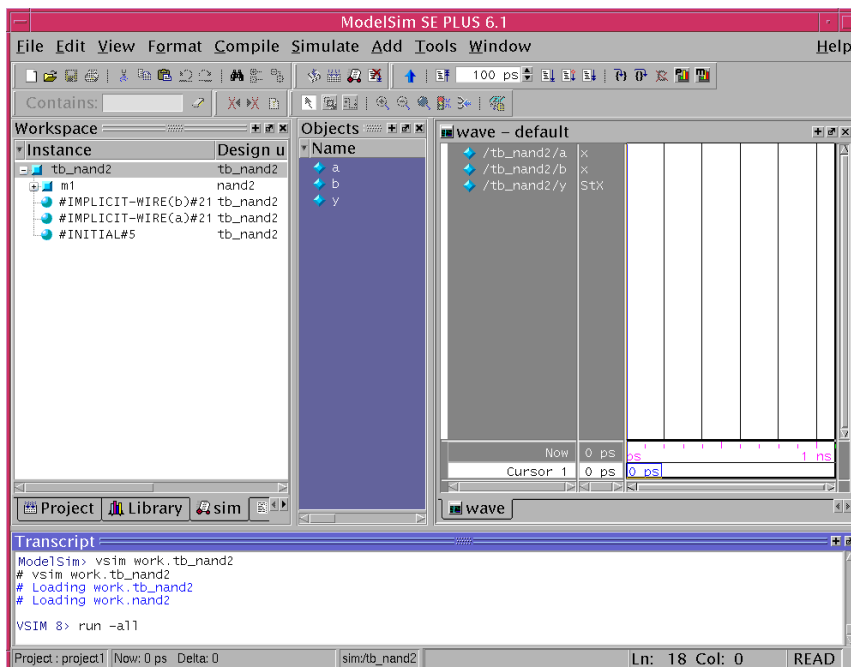 ModelSim SE PLUS 6.1
File Edit View Format Compile Simulate Add Tools Window Help
100 ps
Contains:
Workspace
Instance Design u
tb_nand2 tb_nand2
m1 nand2
#IMPLICIT-WIRE(b)#21 tb_nand2
#IMPLICIT-WIRE(a)#21 tb_nand2
#INITIAL#5 tb_nand2
Project Library sim
Objects
Name
a
b
y
wave - default
/tb_nand2/a x
/tb_nand2/b x
/tb_nand2/y StX
Now 0 ps ps 1 ns
Cursor 1 0 ps 0 ps
wave
Transcript
ModelSim> vsim work.tb_nand2
# vsim work.tb_nand2
# Loading work.tb_nand2
# Loading work.nand2
VSIM 8> run -all
Project : project1 Now: 0 ps Delta: 0 sim:/tb_nand2 Ln: 18 Col: 0 READ